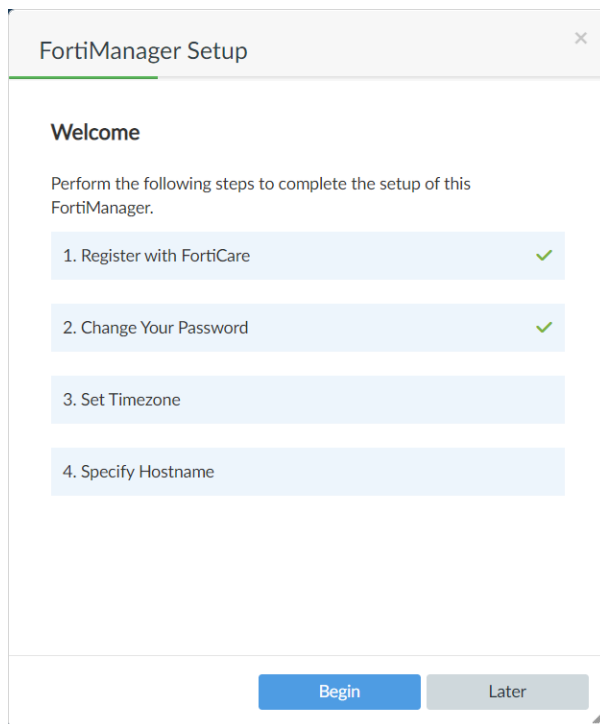 FortiManager Setup
Welcome
Perform the following steps to complete the setup of this
FortiManager.
1. Register with FortiCare
2. Change Your Password
3. Set Timezone
4. Specify Hostname
Begin
Later